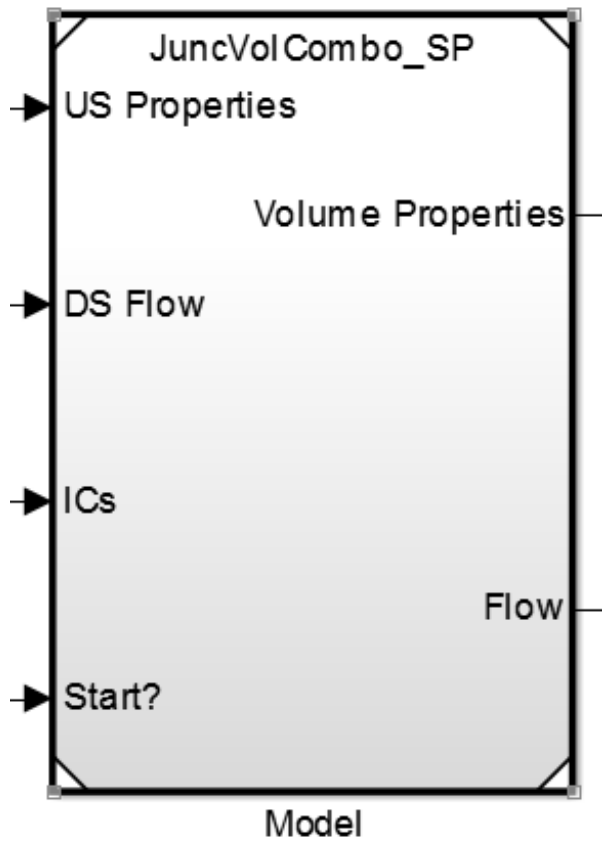 JuncVolCombo_SP
US Properties
Volume Properties
DS Flow
ICs
Flow
Start?
Model